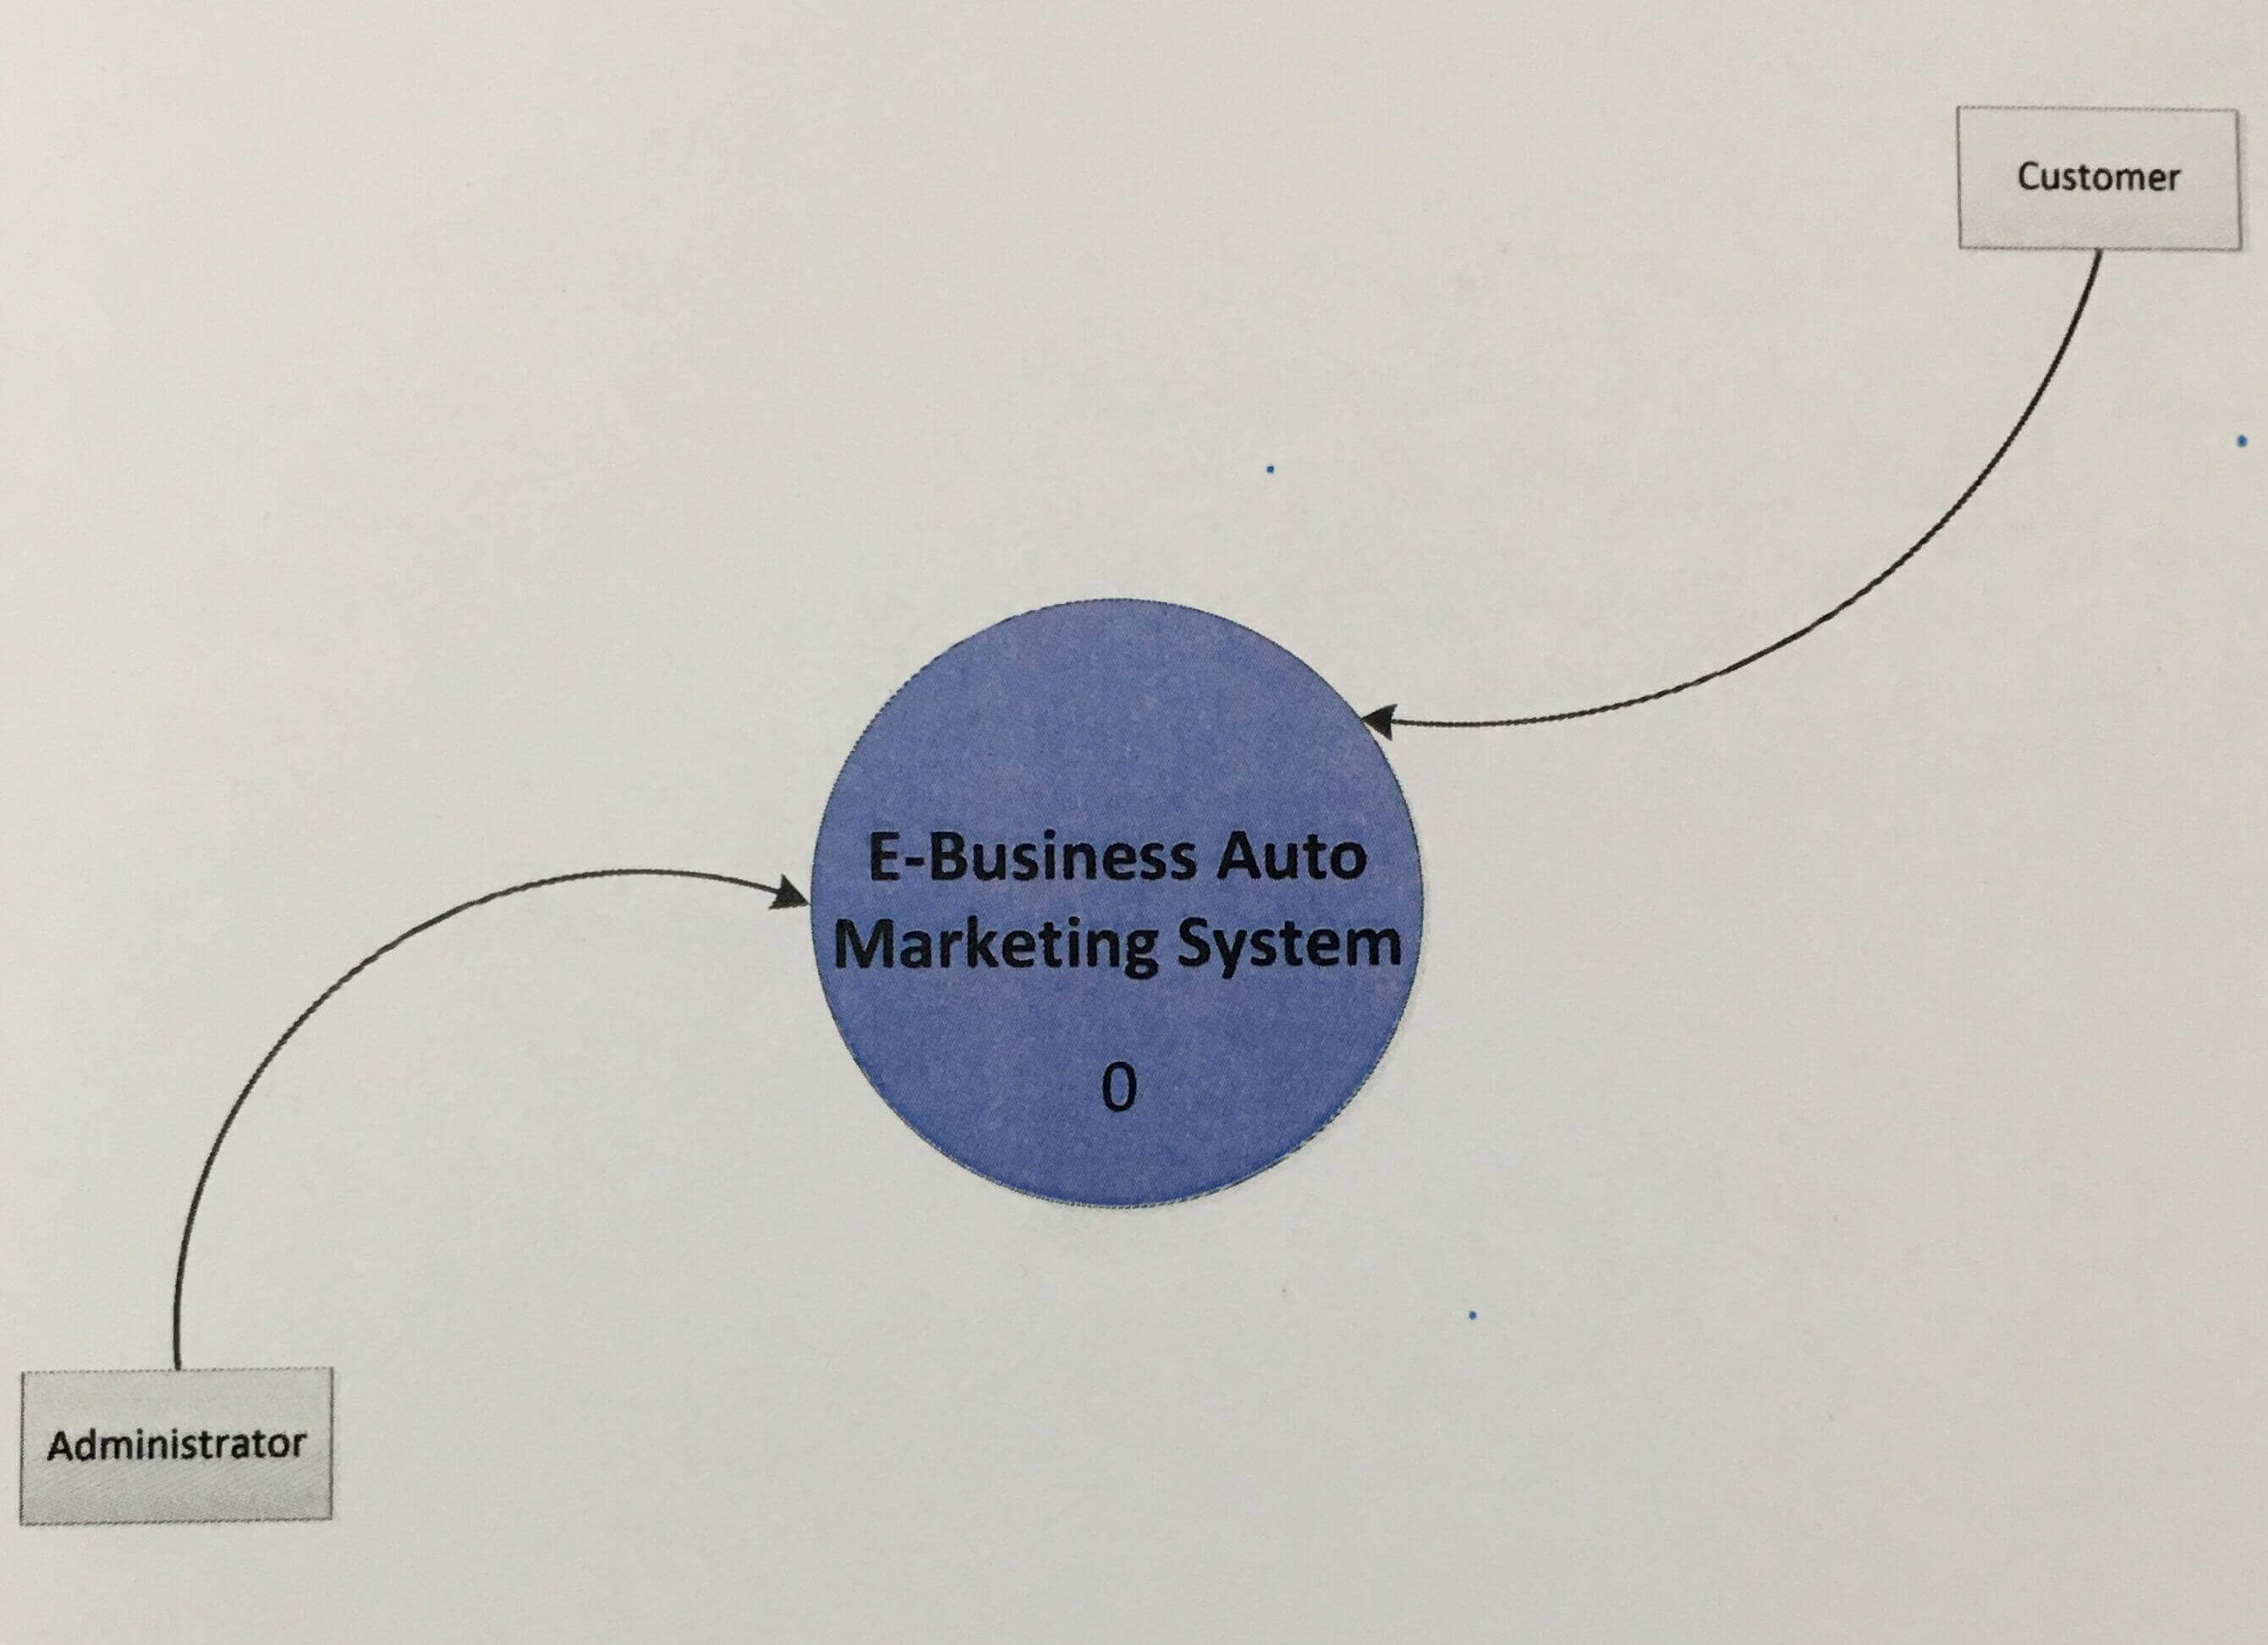 Customer
E-Business Auto
Marketing System
0
Administrator